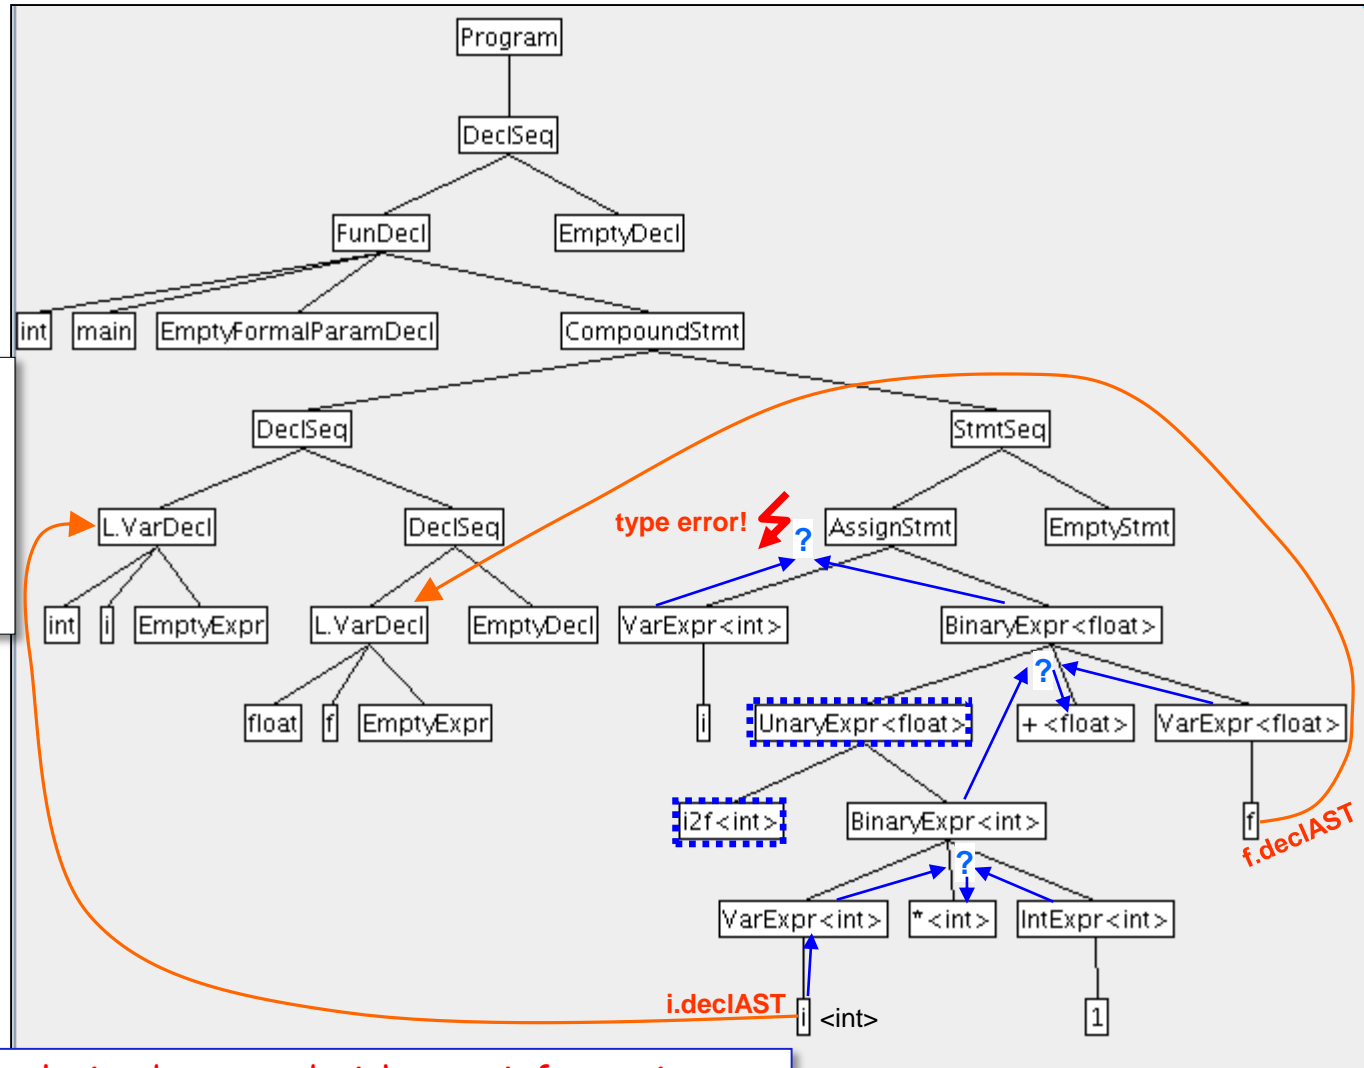 Program
DeclSeq
FunDecl EmptyDecl
int main EmptyFormalParamDecl CompoundStmt
DeclSeq StmtSeq
L.VarDecl DeclSeq type error! ? AssignStmt EmptyStmt
int i EmptyExpr L.VarDecl EmptyDecl VarExpr<int> BinaryExpr<float>
?
float f EmptyExpr i UnaryExpr<float> +<float> VarExpr<float>
i2f<int> BinaryExpr<int> f
f.declAST
?
VarExpr<int> *<int> IntExpr<int>
i.declAST i <int> 1